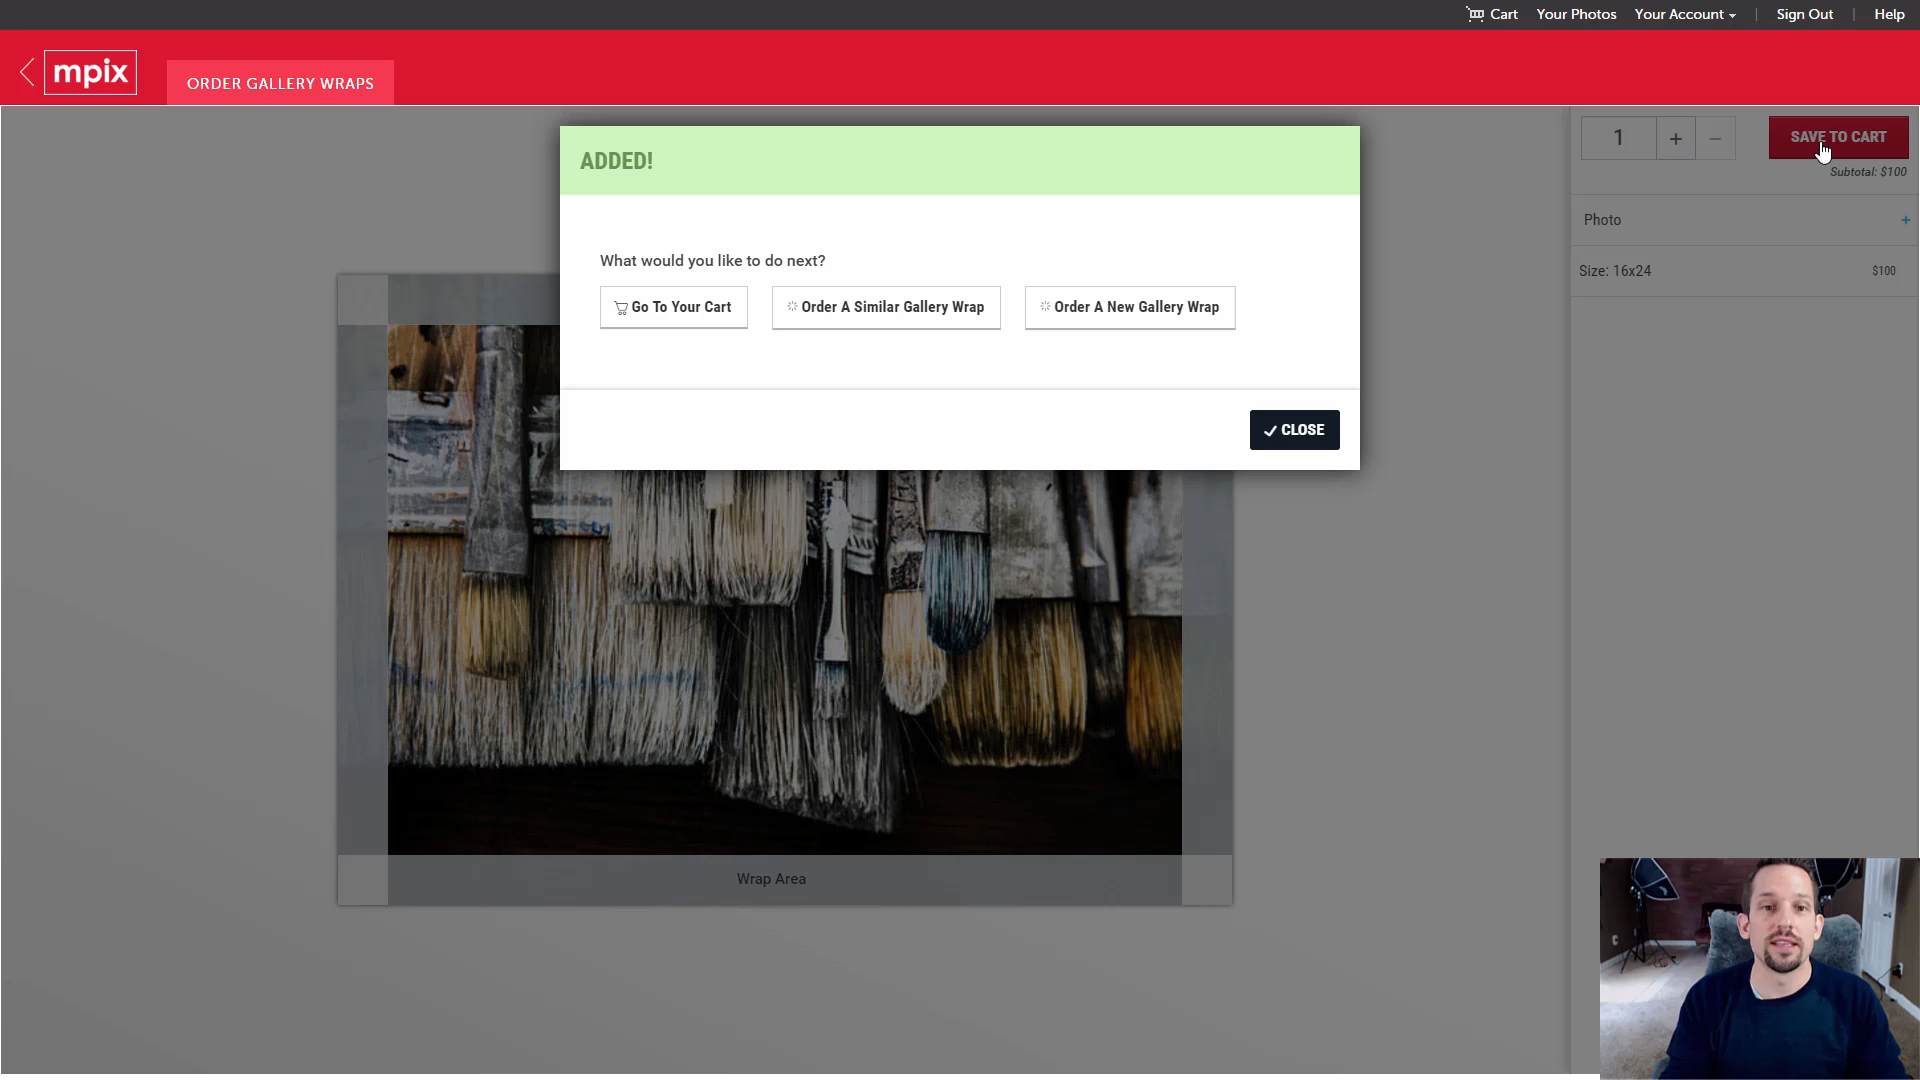 Cart
Your Photos
Your Account
Sign Out
Help
mpix
ORDER GALLERY WRAPS
ADDED!
What would you like to do next?
Go To Your Cart
Order A Similar Gallery Wrap
Order A New Gallery Wrap
CLOSE
1
+
−
SAVE TO CART
Subtotal: $100
Photo
+
Size: 16x24
$100
Wrap Area